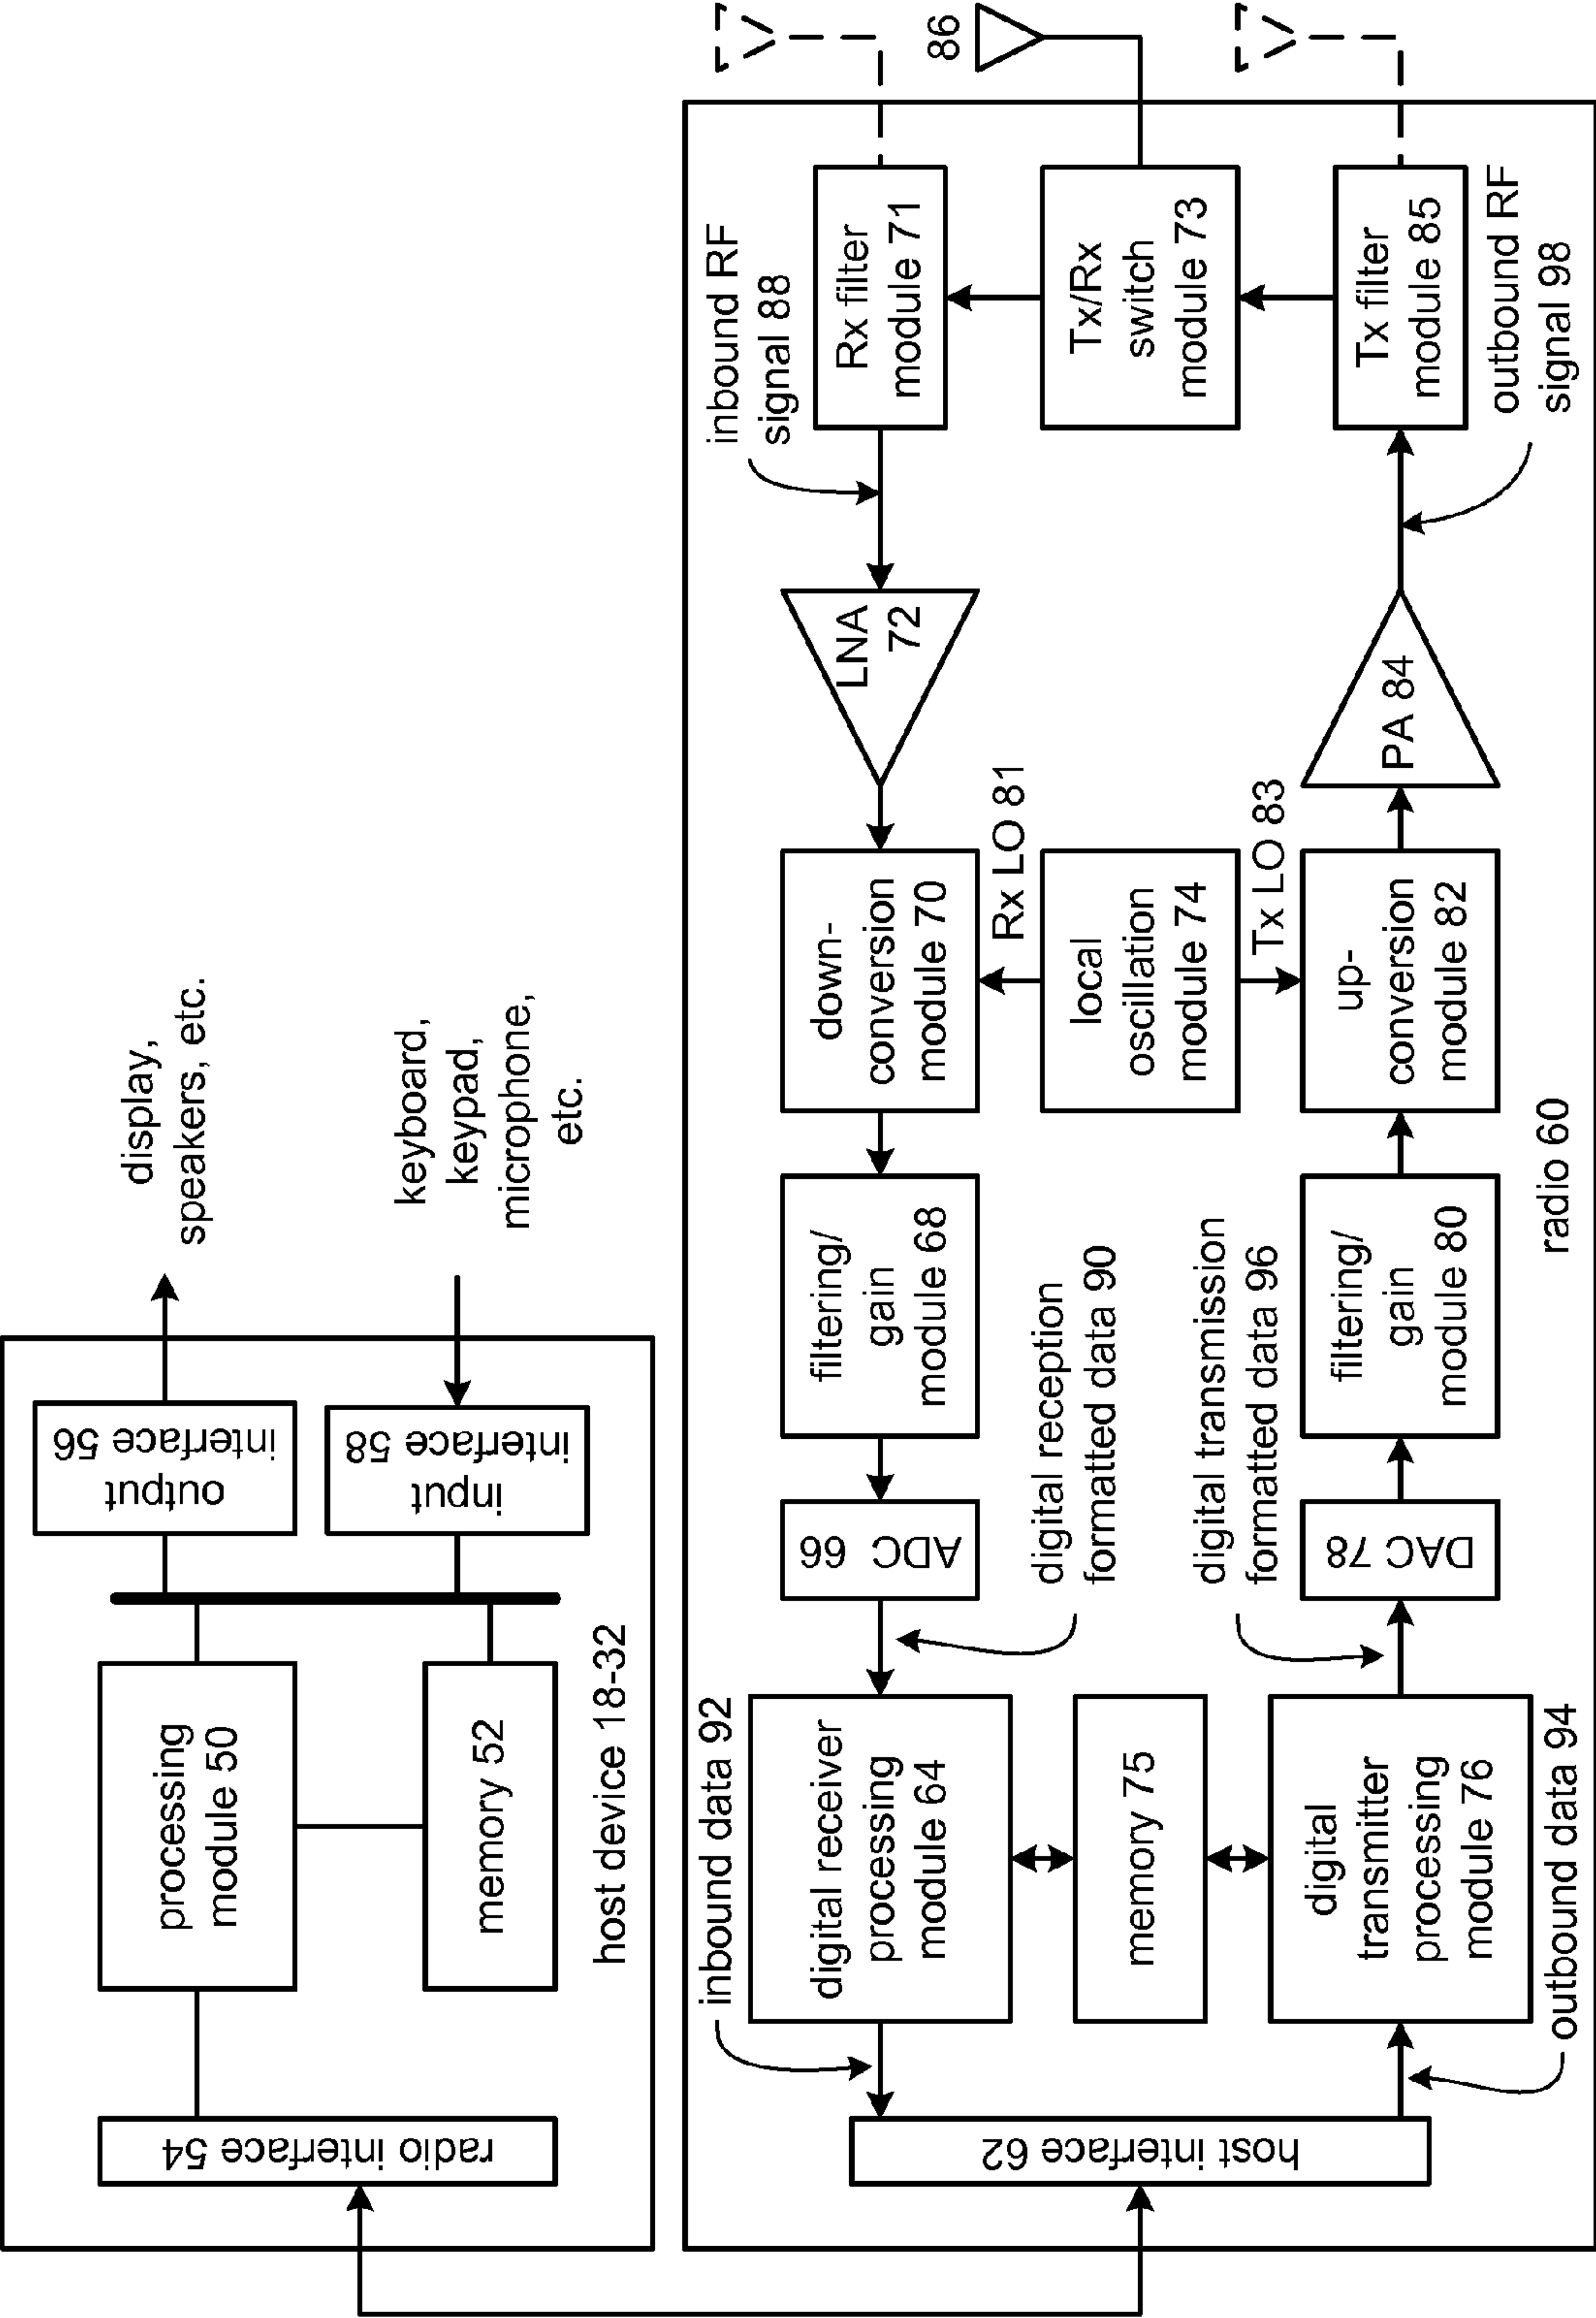 display,
speakers, etc.
keyboard,
keypad,
microphone,
etc.
output
interface 56
input
interface 58
processing
module 50
memory 52
radio interface 54
host device 18-32
inbound data 92
digital receiver
processing
module 64
ADC 66
filtering/
gain
module 68
down-
conversion
module 70
LNA
72
inbound RF
signal 88
Rx filter
module 71
86
host interface 62
memory 75
digital reception
formatted data 90
Rx LO 81
local
oscillation
module 74
Tx LO 83
Tx/Rx
switch
module 73
digital transmission
formatted data 96
digital
transmitter
processing
module 76
DAC 78
filtering/
gain
module 80
up-
conversion
module 82
PA 84
Tx filter
module 85
outbound RF
signal 98
outbound data 94
radio 60